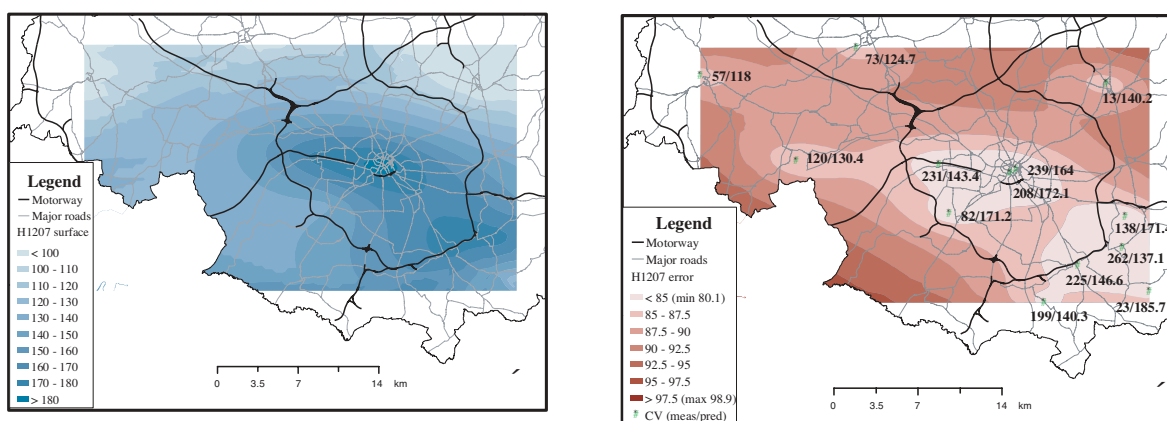 Legend
Motorway
Major roads
H1207 surface
< 100
100 - 110
110 - 120
120 - 130
130 - 140
140 - 150
150 - 160
160 - 170
170 - 180
> 180
0 3.5 7 14 km
57/118
73/124.7
13/140.2
120/130.4
231/143.4
239/164
208/172.1
82/171.2
138/171.4
262/137.1
225/146.6
23/185.7
199/140.3
Legend
Motorway
Major roads
H1207 error
< 85 (min 80.1)
85 - 87.5
87.5 - 90
90 - 92.5
92.5 - 95
95 - 97.5
> 97.5 (max 98.9)
CV (meas/pred)
0 3.5 7 14 km